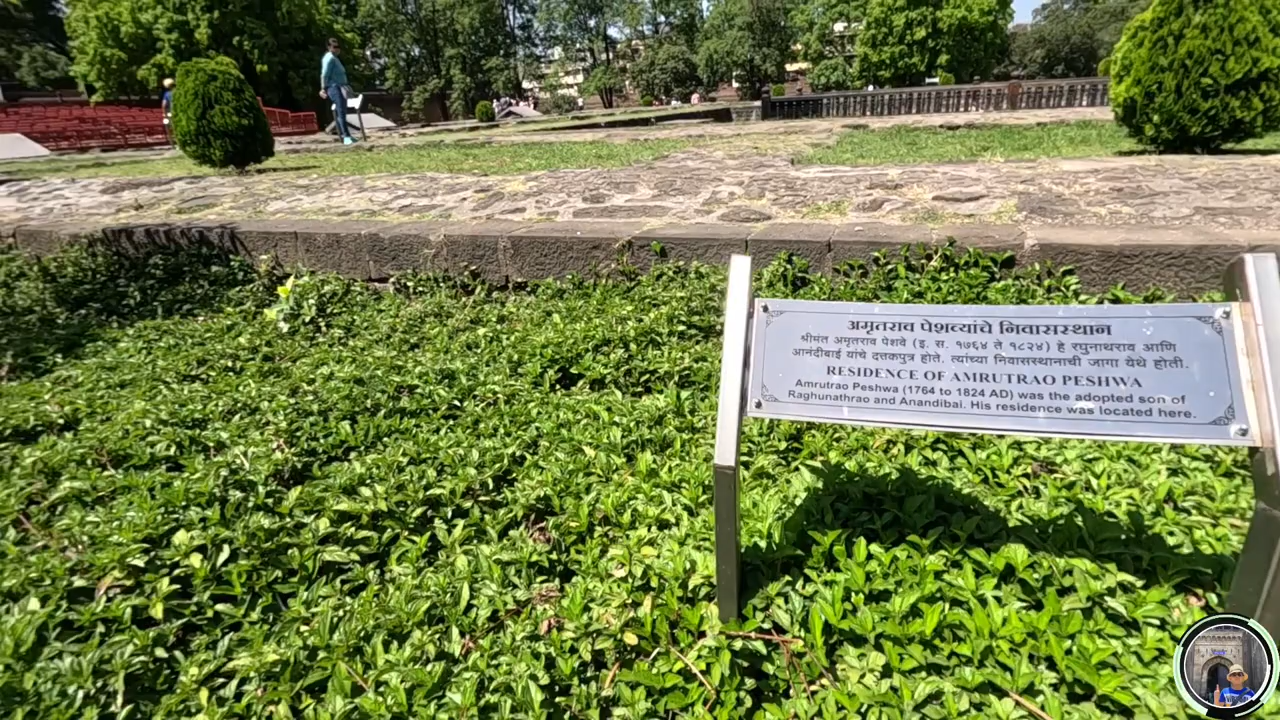 अमृतराव पेशव्यांचे निवासस्थान
श्रीमंत अमृतराव पेशवे (इ. स. १७६४ ते १८२४) हे रघुनाथराव आणि
आनंदीबाई यांचे दत्तकपुत्र होते. त्यांच्या निवासस्थानाची जागा येथे होती.
RESIDENCE OF AMRUTRAO PESHWA
Amrutrao Peshwa (1764 to 1824 AD) was the adopted son of
Raghunathrao and Anandibai. His residence was located here.